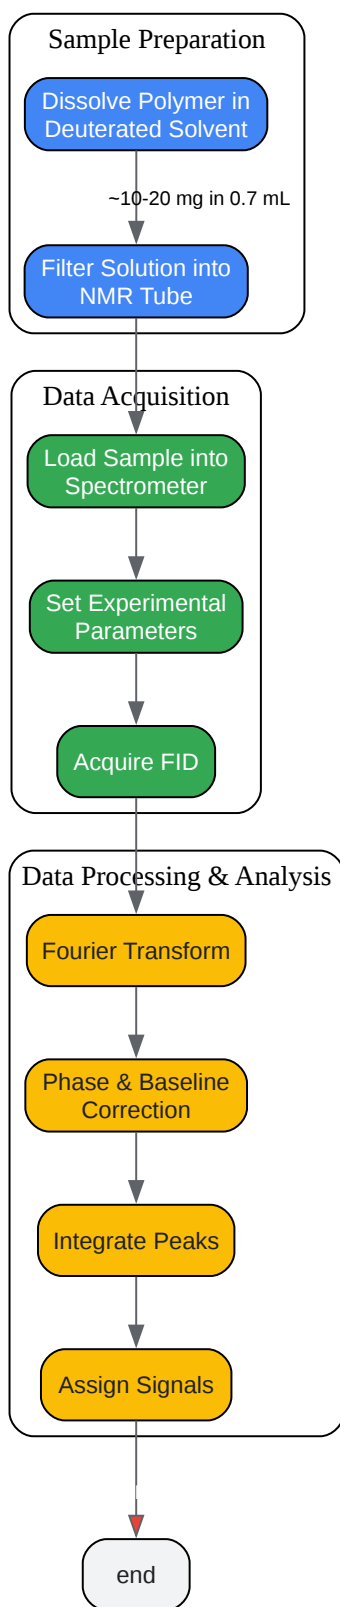 Sample Preparation
Dissolve Polymer in
Deuterated Solvent
~10-20 mg in 0.7 mL
Filter Solution into
NMR Tube
Data Acquisition
Load Sample into
Spectrometer
Set Experimental
Parameters
Acquire FID
Data Processing & Analysis
Fourier Transform
Phase & Baseline
Correction
Integrate Peaks
Assign Signals
end